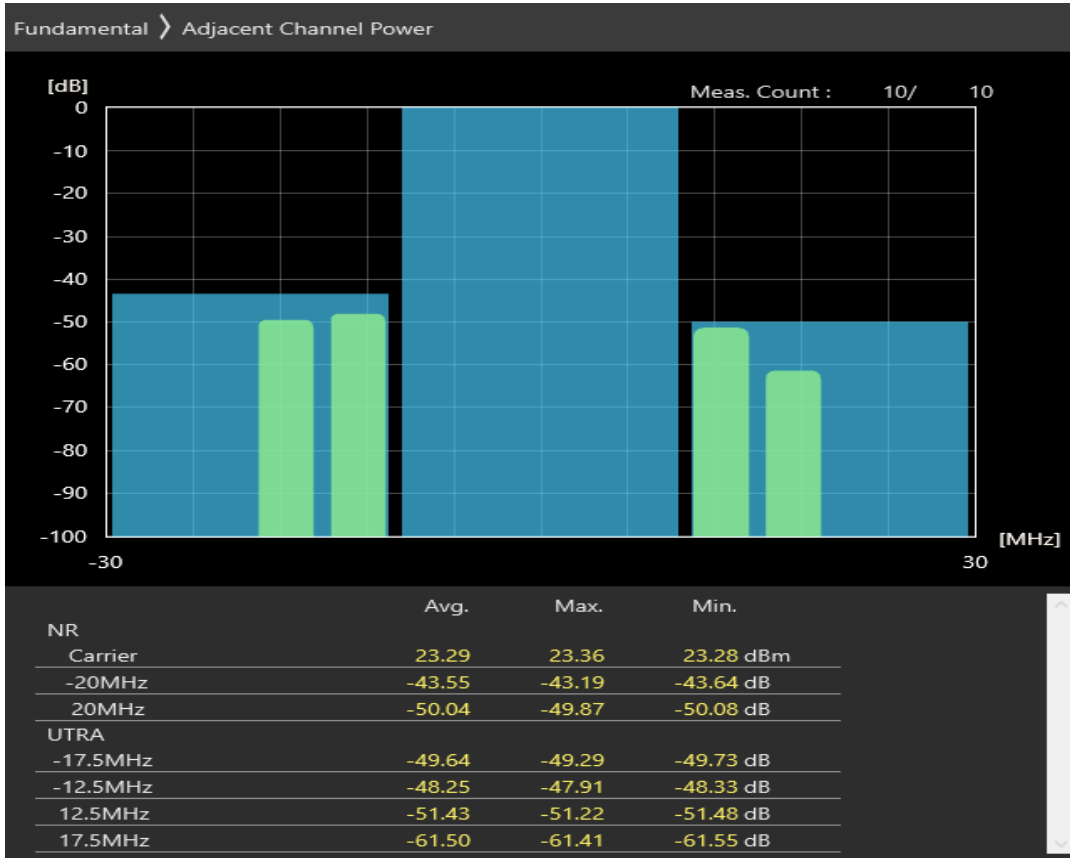 Fundamental 〉 Adjacent Channel Power
[dB]
Meas. Count : 10/ 10
0
-10
-20
-30
-40
-50
-60
-70
-80
-90
-100
[MHz]
-30 30
Avg. Max. Min.
NR
Carrier 23.29 23.36 23.28 dBm
-20MHz -43.55 -43.19 -43.64 dB
20MHz -50.04 -49.87 -50.08 dB
UTRA
-17.5MHz -49.64 -49.29 -49.73 dB
-12.5MHz -48.25 -47.91 -48.33 dB
12.5MHz -51.43 -51.22 -51.48 dB
17.5MHz -61.50 -61.41 -61.55 dB